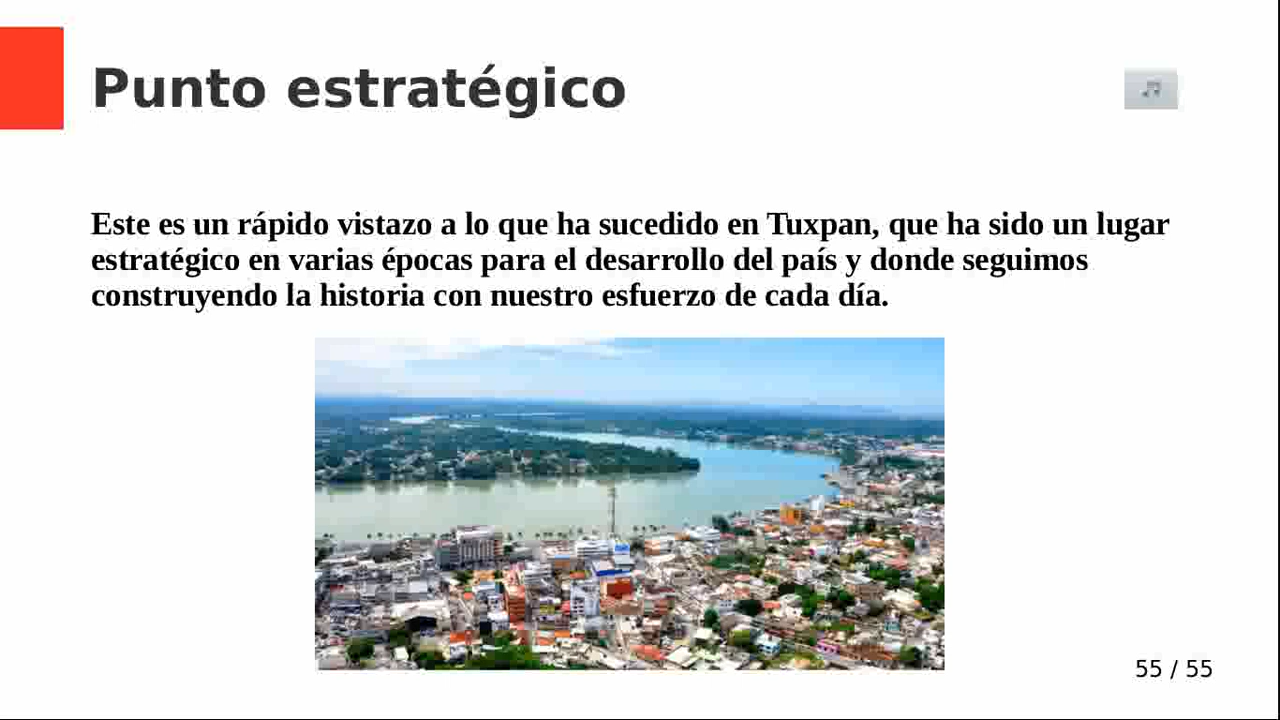 Punto estratégico
Este es un rápido vistazo a lo que ha sucedido en Tuxpan, que ha sido un lugar
estratégico en varias épocas para el desarrollo del país y donde seguimos
construyendo la historia con nuestro esfuerzo de cada día.
55 / 55